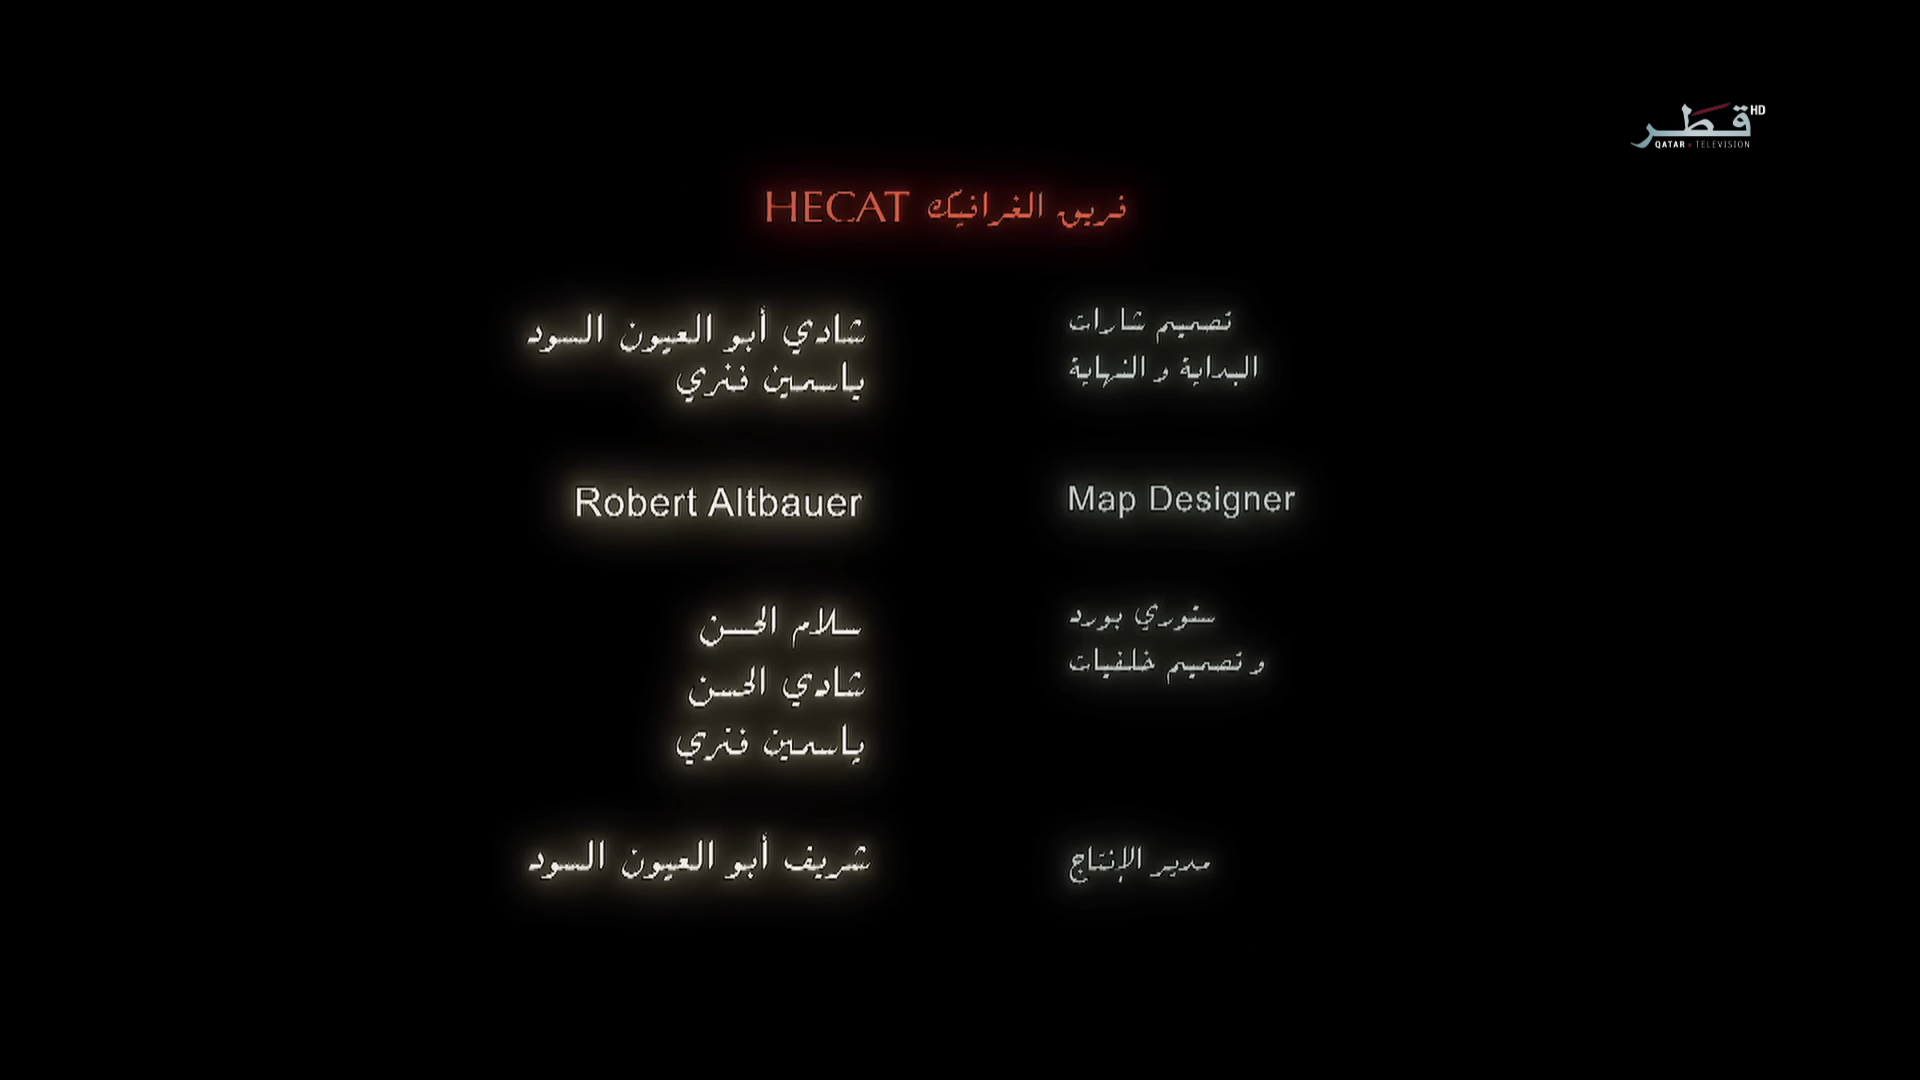 قطر HD
QATAR TELEVISION
فريق الغرافيك HECAT
تصميم شارات
البداية و النهاية
شادي أبو العيون السود
ياسمين فنري
Map Designer
Robert Altbauer
ستوري بورد
و تصميم خلفيات
سلام الحسن
شادي الحسن
ياسمين فنري
مدير الإنتاج
شريف أبو العيون السود